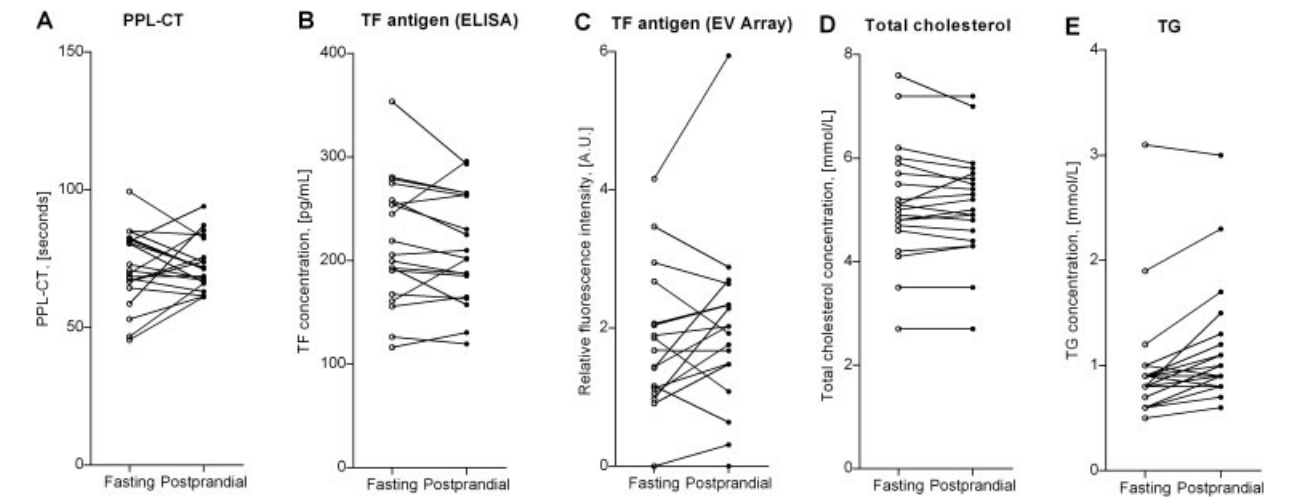 A PPL-CT
PPL-CT, [seconds]
150
100
50
0
Fasting Postprandial
B TF antigen (ELISA)
TF concentration, [pg/mL]
400
300
200
100
0
Fasting Postprandial
C TF antigen (EV Array)
Relative fluorescence intensity, [A.U.]
6
4
2
0
Fasting Postprandial
D Total cholesterol
Total cholesterol concentration, [mmol/L]
8
6
4
2
0
Fasting Postprandial
E TG
TG concentration, [mmol/L]
4
3
2
1
0
Fasting Postprandial